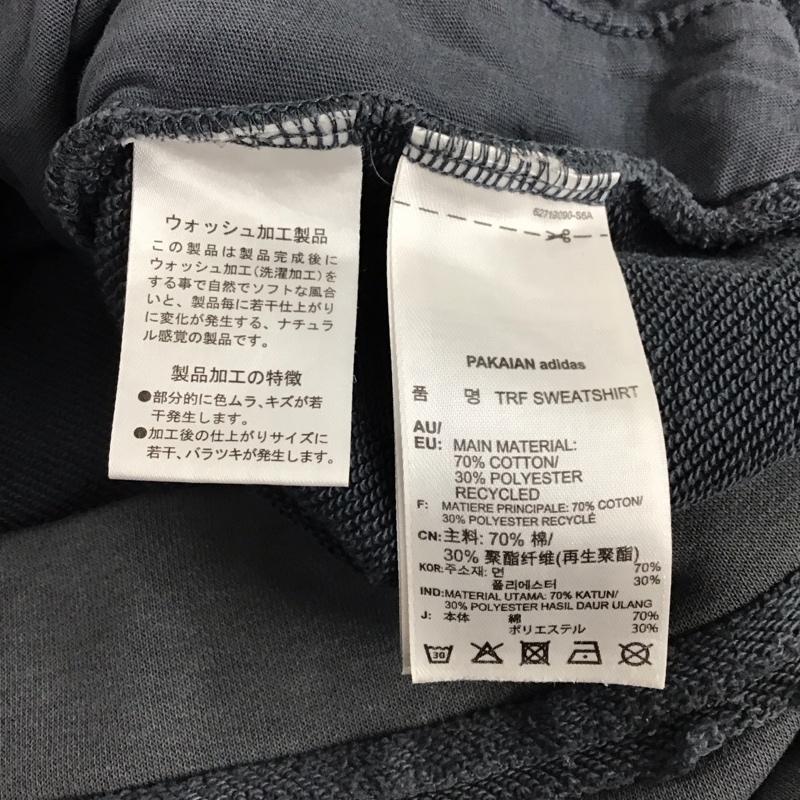 ウォッシュ加工製品
この製品は製品完成後に
ウォッシュ加工(洗濯加工)を
する事で自然でソフトな風合
いと、製品毎に若干仕上がり
に変化が発生する、ナチュラ
ル感覚の製品です。
製品加工の特徴
●部分的に色ムラ、キズが若
干発生します。
●加工後の仕上がりサイズに
若干、バラツキが発生します。
PAKAIAN adidas
品 名 TRF SWEATSHIRT
AU/
EU: MAIN MATERIAL:
70% COTTON/
30% POLYESTER
RECYCLED
F: MATIERE PRINCIPALE: 70% COTON/
30% POLYESTER RECYCLÉ
CN: 主料: 70% 棉/
30% 聚酯纤维(再生聚酯)
KOR: 주소재: 면 70%
폴리에스터 30%
IND: MATERIAL UTAMA: 70% KATUN/
30% POLYESTER HASIL DAUR ULANG
J: 本体 綿 70%
ポリエステル 30%
30